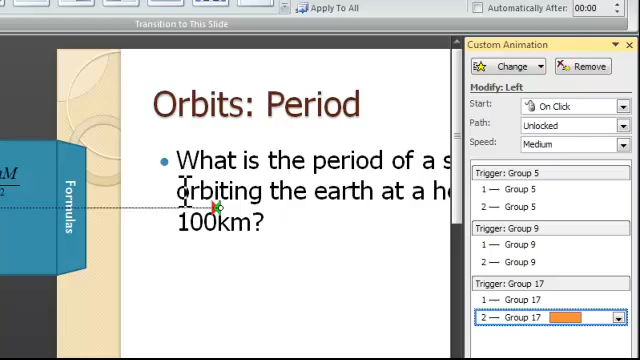 Apply To All
Automatically After: 00:00
Transition to This Slide
Custom Animation
Change Remove
Modify: Left
Start: On Click
Path: Unlocked
Speed: Medium
Trigger: Group 5
1 — Group 5
2 — Group 5
Trigger: Group 9
1 — Group 9
2 — Group 9
Trigger: Group 17
1 — Group 17
2 — Group 17
Orbits: Period
• What is the period of a s
orbiting the earth at a he
100km?
M
2
Formulas